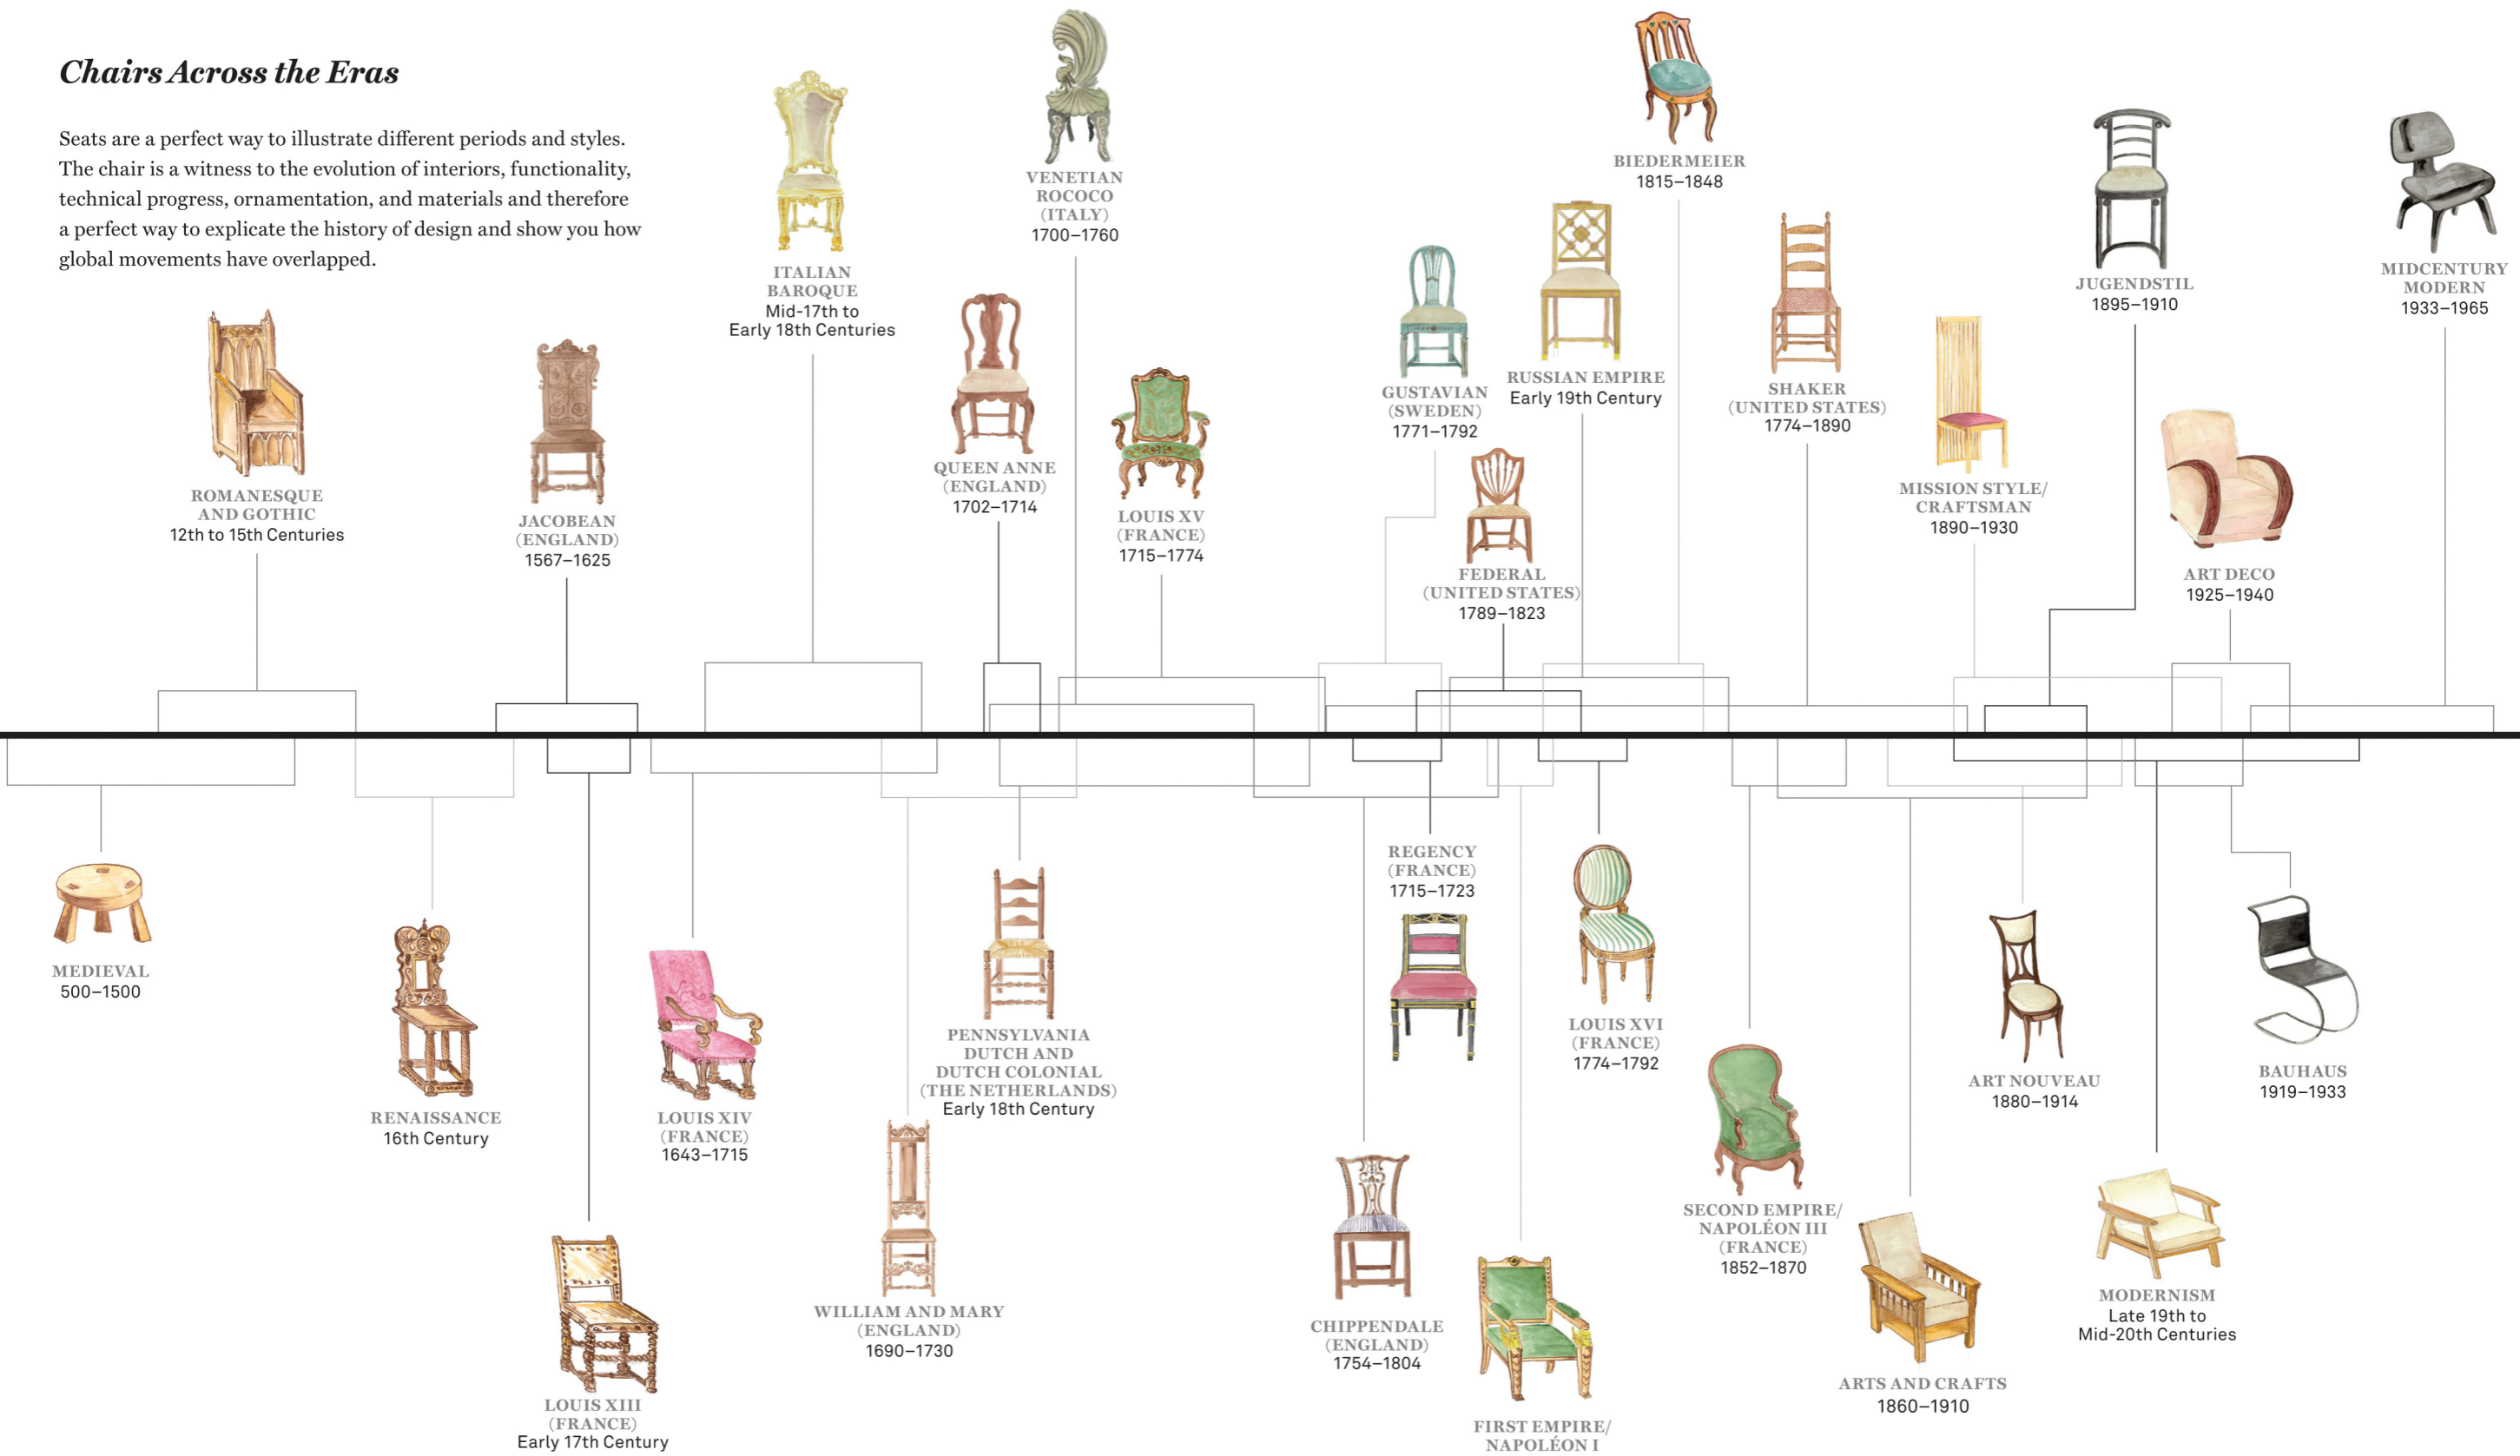 Chairs Across the Eras
Seats are a perfect way to illustrate different periods and styles.
The chair is a witness to the evolution of interiors, functionality,
technical progress, ornamentation, and materials and therefore
a perfect way to explicate the history of design and show you how
global movements have overlapped.
ROMANESQUE
AND GOTHIC
12th to 15th Centuries
JACOBEAN
(ENGLAND)
1567–1625
ITALIAN
BAROQUE
Mid-17th to
Early 18th Centuries
QUEEN ANNE
(ENGLAND)
1702–1714
VENETIAN
ROCOCO
(ITALY)
1700–1760
LOUIS XV
(FRANCE)
1715–1774
GUSTAVIAN
(SWEDEN)
1771–1792
FEDERAL
(UNITED STATES)
1789–1823
RUSSIAN EMPIRE
Early 19th Century
BIEDERMEIER
1815–1848
SHAKER
(UNITED STATES)
1774–1890
MISSION STYLE/
CRAFTSMAN
1890–1930
JUGENDSTIL
1895–1910
ART DECO
1925–1940
MIDCENTURY
MODERN
1933–1965
MEDIEVAL
500–1500
RENAISSANCE
16th Century
LOUIS XIII
(FRANCE)
Early 17th Century
LOUIS XIV
(FRANCE)
1643–1715
WILLIAM AND MARY
(ENGLAND)
1690–1730
PENNSYLVANIA
DUTCH AND
DUTCH COLONIAL
(THE NETHERLANDS)
Early 18th Century
CHIPPENDALE
(ENGLAND)
1754–1804
REGENCY
(FRANCE)
1715–1723
FIRST EMPIRE/
NAPOLÉON I
LOUIS XVI
(FRANCE)
1774–1792
SECOND EMPIRE/
NAPOLÉON III
(FRANCE)
1852–1870
ARTS AND CRAFTS
1860–1910
ART NOUVEAU
1880–1914
MODERNISM
Late 19th to
Mid-20th Centuries
BAUHAUS
1919–1933